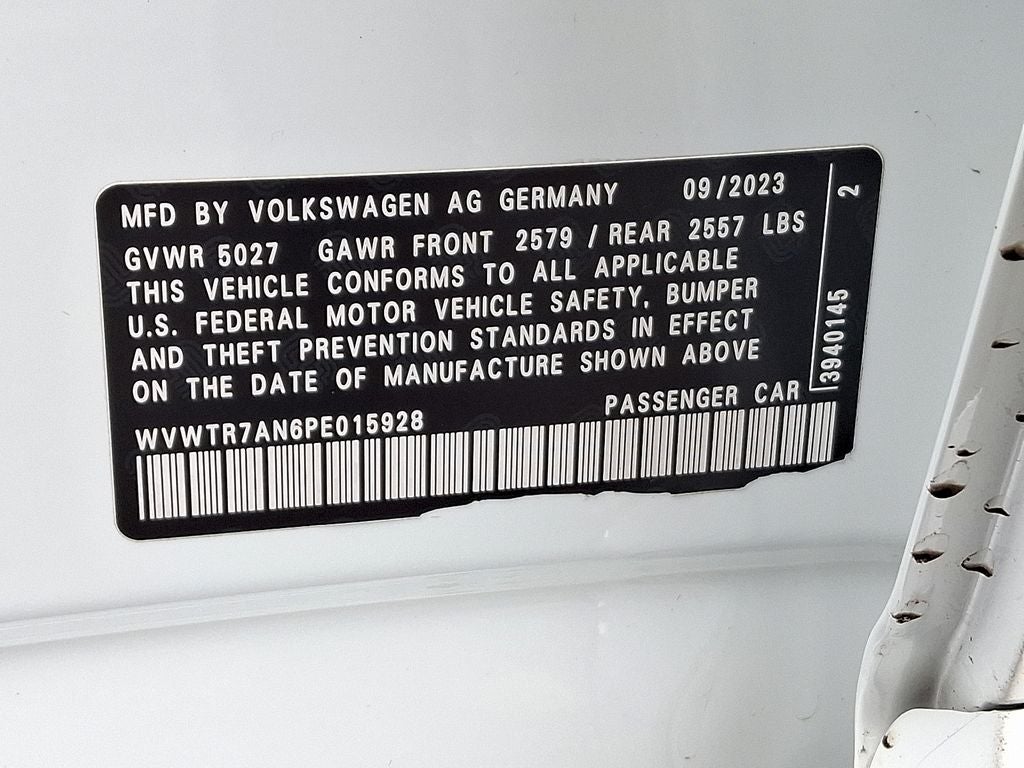 MFD BY VOLKSWAGEN AG GERMANY 09/2023
GVWR 5027 GAWR FRONT 2579 / REAR 2557 LBS
THIS VEHICLE CONFORMS TO ALL APPLICABLE
U.S. FEDERAL MOTOR VEHICLE SAFETY, BUMPER
AND THEFT PREVENTION STANDARDS IN EFFECT
ON THE DATE OF MANUFACTURE SHOWN ABOVE
WVWTR7AN6PE015928 PASSENGER CAR
3940145 2